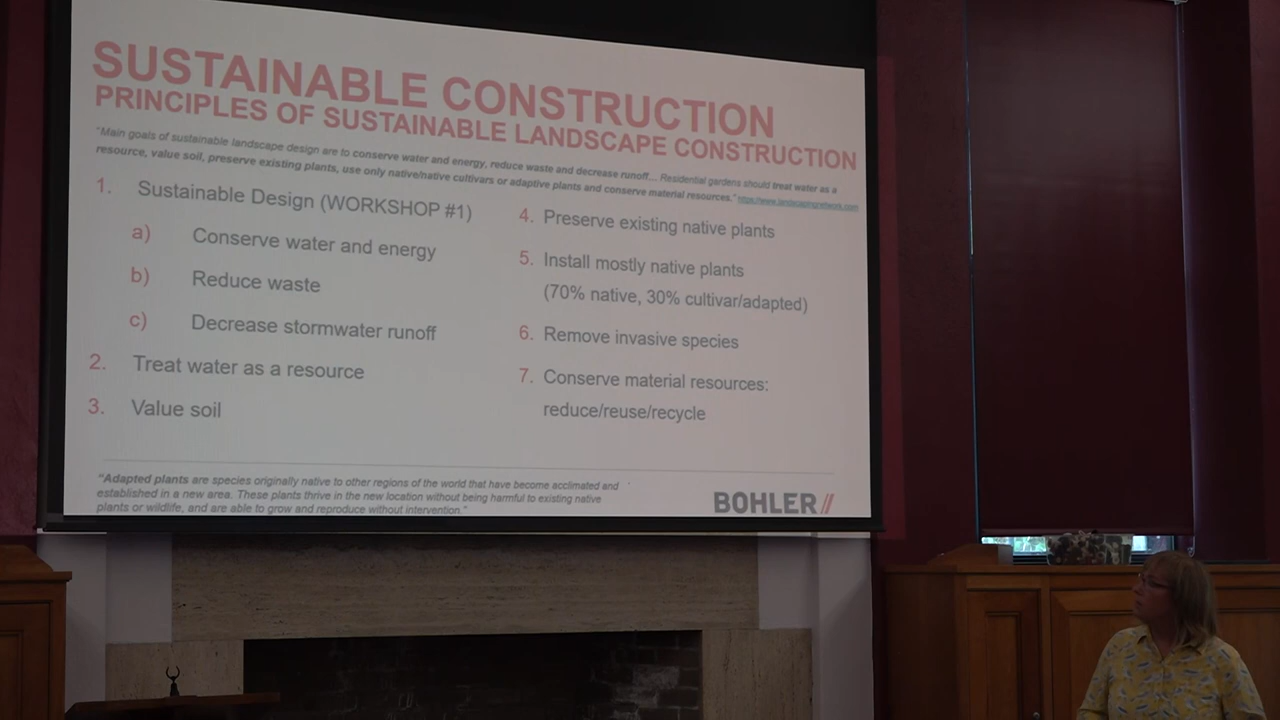 SUSTAINABLE CONSTRUCTION
PRINCIPLES OF SUSTAINABLE LANDSCAPE CONSTRUCTION
"Main goals of sustainable landscape design are to conserve water and energy, reduce waste and decrease runoff... Residential gardens should treat water as a
resource, value soil, preserve existing plants, use only native/native cultivars or adaptive plants and conserve material resources." https://www.landscapingnetwork.com
1. Sustainable Design (WORKSHOP #1)
a) Conserve water and energy
b) Reduce waste
c) Decrease stormwater runoff
2. Treat water as a resource
3. Value soil
4. Preserve existing native plants
5. Install mostly native plants
(70% native, 30% cultivar/adapted)
6. Remove invasive species
7. Conserve material resources:
reduce/reuse/recycle
"Adapted plants are species originally native to other regions of the world that have become acclimated and
established in a new area. These plants thrive in the new location without being harmful to existing native
plants or wildlife, and are able to grow and reproduce without intervention."
BOHLER//